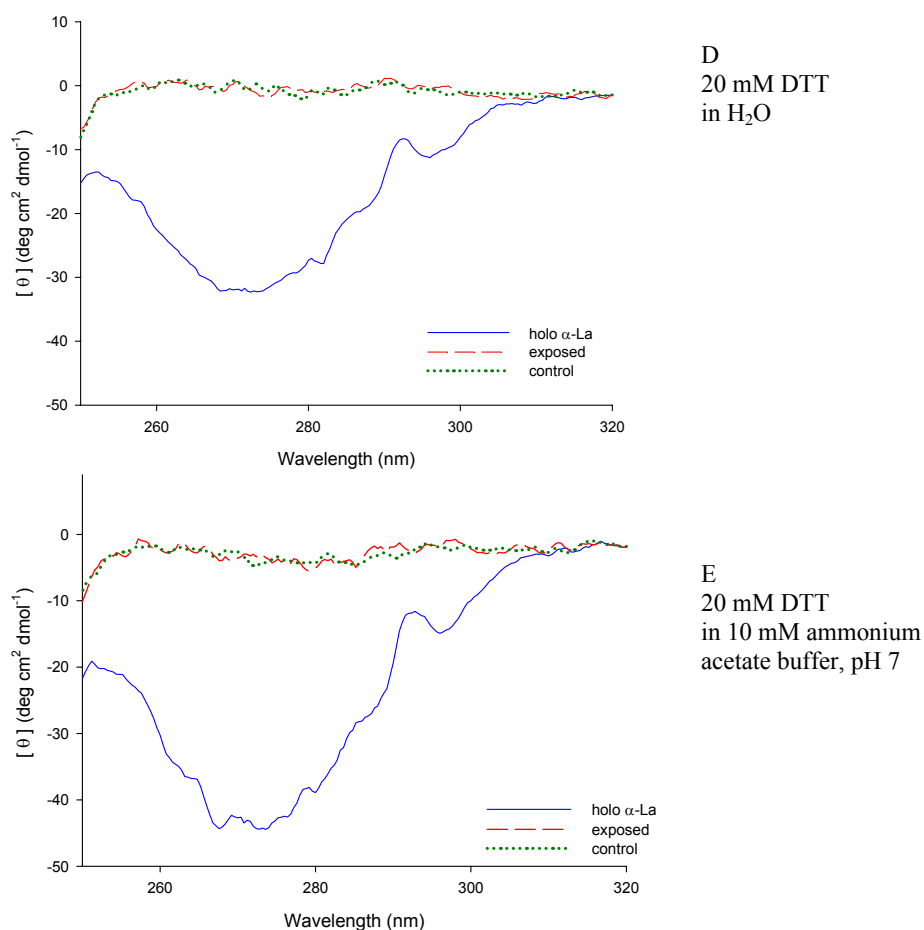 10
0
-10
-20
-30
-40
-50
[ θ ] (deg cm² dmol⁻¹)
260
280
300
320
Wavelength (nm)
holo α-La
exposed
control
D
20 mM DTT
in H₂O
0
-10
-20
-30
-40
-50
[ θ ] (deg cm² dmol⁻¹)
260
280
300
320
Wavelength (nm)
holo α-La
exposed
control
E
20 mM DTT
in 10 mM ammonium
acetate buffer, pH 7